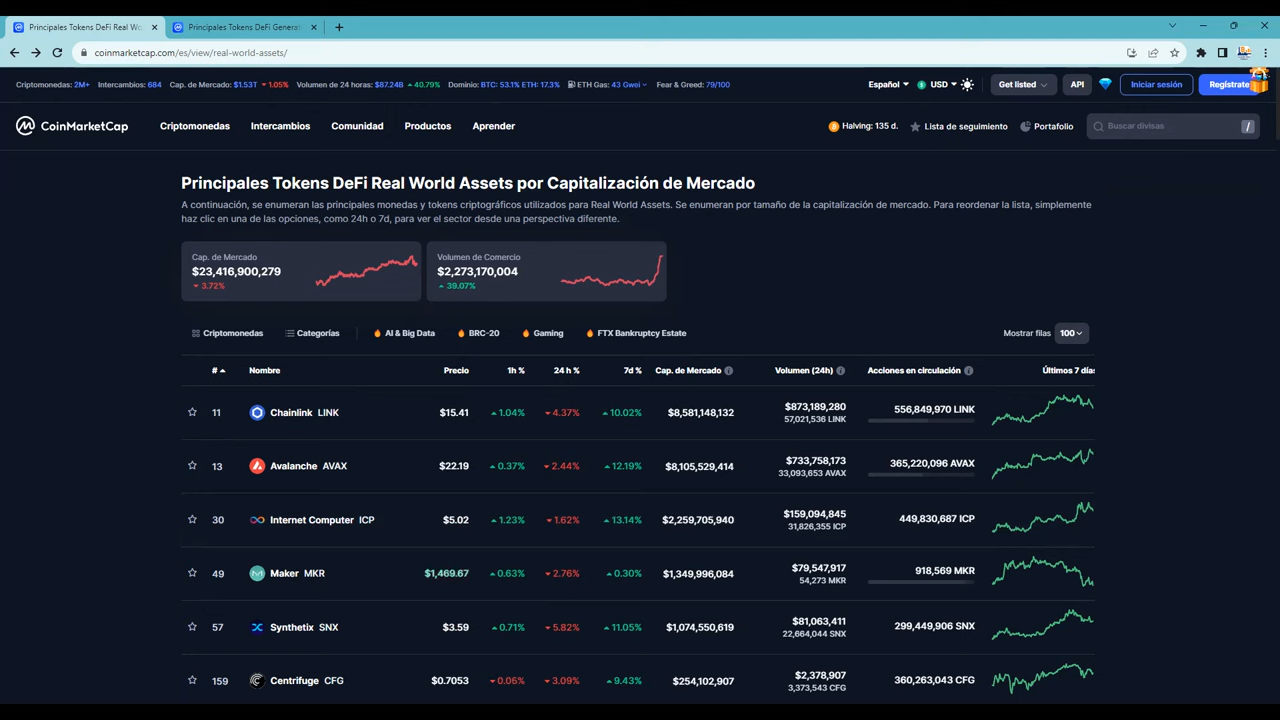 Principales Tokens DeFi Real Wo
Principales Tokens DeFi Generat
coinmarketcap.com/es/view/real-world-assets/
Criptomonedas: 2M+ Intercambios: 684 Cap. de Mercado: $1.53T 1.05% Volumen de 24 horas: $87.24B 40.79% Dominio: BTC: 53.1% ETH: 17.3% ETH Gas: 43 Gwei Fear & Greed: 79/100 Español USD Get listed API Iniciar sesión Regístrate
CoinMarketCap Criptomonedas Intercambios Comunidad Productos Aprender Halving: 135 d. Lista de seguimiento Portafolio Buscar divisas /
Principales Tokens DeFi Real World Assets por Capitalización de Mercado
A continuación, se enumeran las principales monedas y tokens criptográficos utilizados para Real World Assets. Se enumeran por tamaño de la capitalización de mercado. Para reordenar la lista, simplemente
haz clic en una de las opciones, como 24h o 7d, para ver el sector desde una perspectiva diferente.
Cap. de Mercado
$23,416,900,279
3.72%
Volumen de Comercio
$2,273,170,004
39.07%
Criptomonedas Categorías AI & Big Data BRC-20 Gaming FTX Bankruptcy Estate Mostrar filas 100
# Nombre Precio 1h % 24 h % 7d % Cap. de Mercado Volumen (24h) Acciones en circulación Últimos 7 días
11 Chainlink LINK $15.41 1.04% 4.37% 10.02% $8,581,148,132 $873,189,280 556,849,970 LINK
57,021,536 LINK
13 Avalanche AVAX $22.19 0.37% 2.44% 12.19% $8,105,529,414 $733,758,173 365,220,096 AVAX
33,093,653 AVAX
30 Internet Computer ICP $5.02 1.23% 1.62% 13.14% $2,259,705,940 $159,094,845 449,830,687 ICP
31,826,355 ICP
49 Maker MKR $1,469.67 0.63% 2.76% 0.30% $1,349,996,084 $79,547,917 918,569 MKR
54,273 MKR
57 Synthetix SNX $3.59 0.71% 5.82% 11.05% $1,074,550,619 $81,063,411 299,449,906 SNX
22,664,044 SNX
159 Centrifuge CFG $0.7053 0.06% 3.09% 9.43% $254,102,907 $2,378,907 360,263,043 CFG
3,373,543 CFG